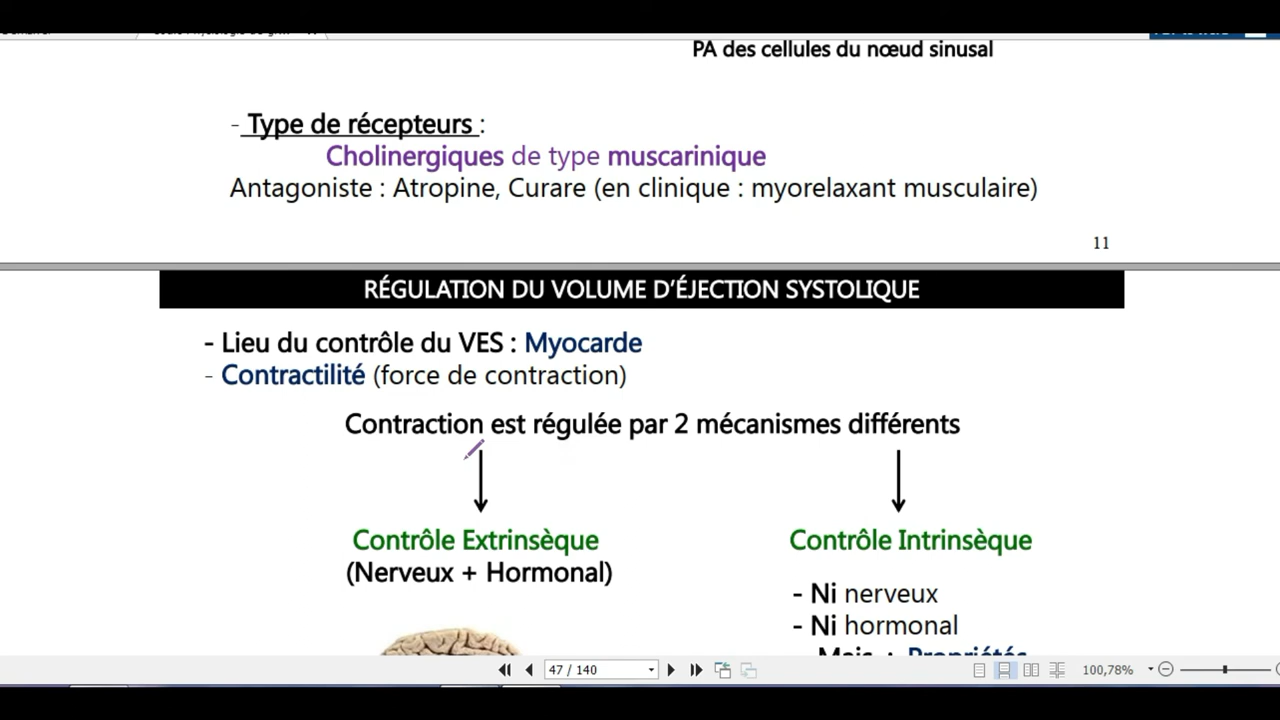 PA des cellules du nœud sinusal
- Type de récepteurs :
Cholinergiques de type muscarinique
Antagoniste : Atropine, Curare (en clinique : myorelaxant musculaire)
11
RÉGULATION DU VOLUME D'ÉJECTION SYSTOLIQUE
- Lieu du contrôle du VES : Myocarde
- Contractilité (force de contraction)
Contraction est régulée par 2 mécanismes différents
Contrôle Extrinsèque
(Nerveux + Hormonal)
Contrôle Intrinsèque
- Ni nerveux
- Ni hormonal
Mais : Propriétés
47 / 140
100,78%